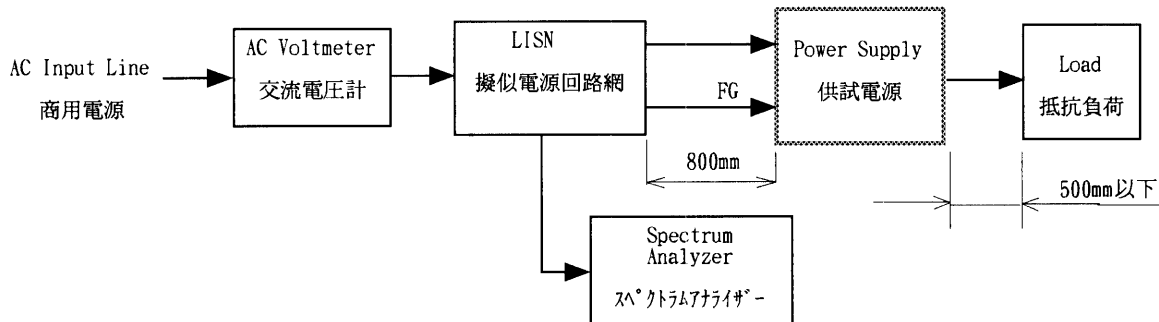 AC Input Line
商用電源
AC Voltmeter
交流電圧計
LISN
擬似電源回路網
FG
Power Supply
供試電源
Load
抵抗負荷
800mm
500mm以下
Spectrum
Analyzer
ｽﾍﾟｸﾄﾗﾑｱﾅﾗｲｻﾞｰ